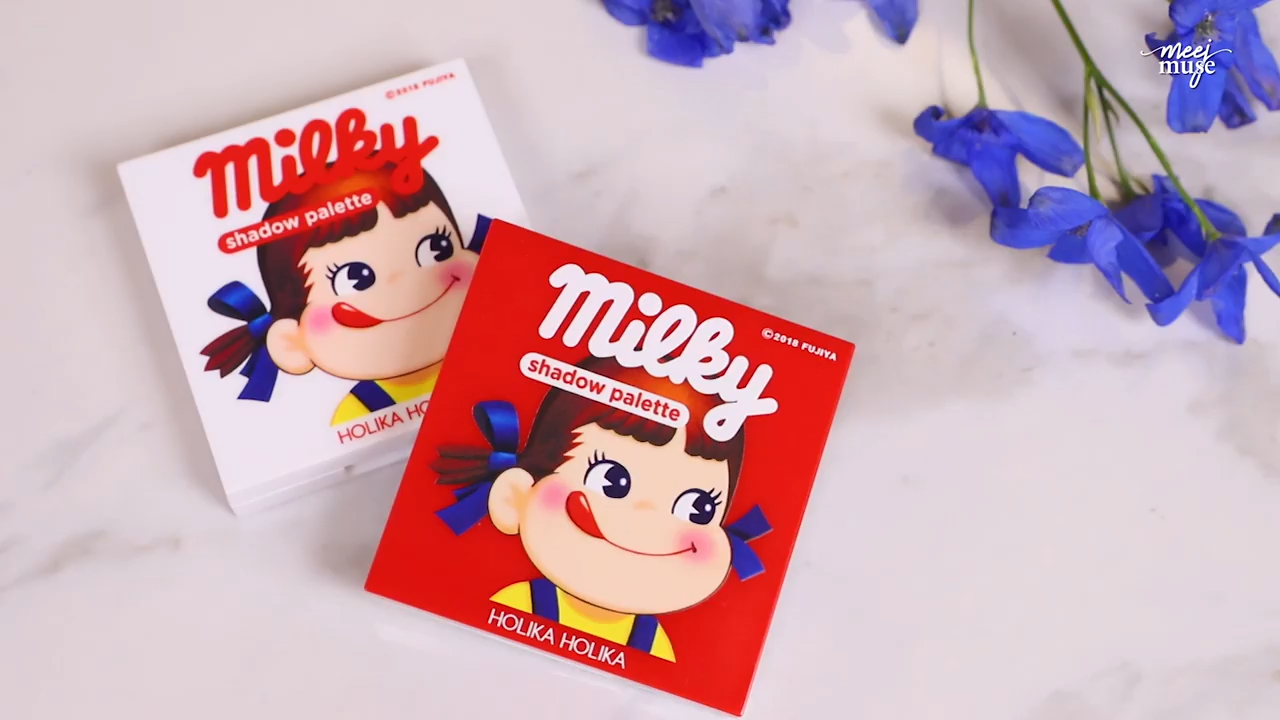 meej
muse
©2018 FUJIYA
Milky
shadow palette
HOLIKA HO
Milky
©2018 FUJIYA
shadow palette
HOLIKA HOLIKA